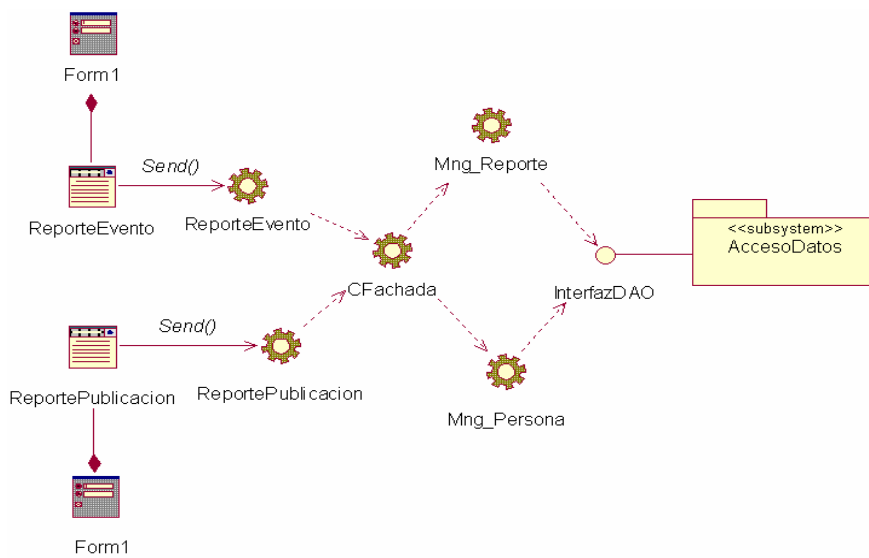 Form1
Send()
ReporteEvento
ReporteEvento
Mng_Reporte
CFachada
<<subsystem>>
AccesoDatos
InterfazDAO
Send()
ReportePublicacion
ReportePublicacion
Mng_Persona
Form1